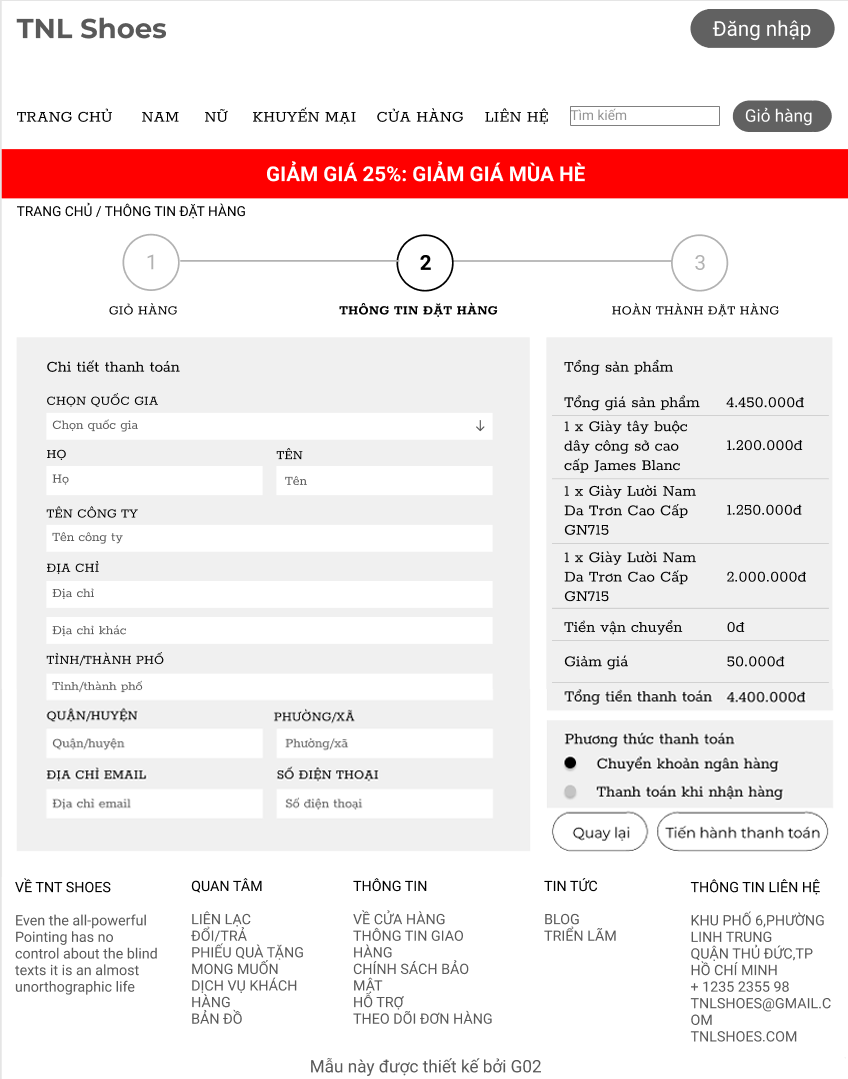 TNL Shoes
Đăng nhập
TRANG CHỦ NAM NỮ KHUYẾN MẠI CỬA HÀNG LIÊN HỆ Tìm kiếm Giỏ hàng
GIẢM GIÁ 25%: GIẢM GIÁ MÙA HÈ
TRANG CHỦ / THÔNG TIN ĐẶT HÀNG
1 2 3
GIỎ HÀNG THÔNG TIN ĐẶT HÀNG HOÀN THÀNH ĐẶT HÀNG
Chi tiết thanh toán
CHỌN QUỐC GIA
Chọn quốc gia
HỌ TÊN
Họ Tên
TÊN CÔNG TY
Tên công ty
ĐỊA CHỈ
Địa chỉ
Địa chỉ khác
TỈNH/THÀNH PHỐ
Tỉnh/thành phố
QUẬN/HUYỆN PHƯỜNG/XÃ
Quận/huyện Phường/xã
ĐỊA CHỈ EMAIL SỐ ĐIỆN THOẠI
Địa chỉ email Số điện thoại
Tổng sản phẩm
Tổng giá sản phẩm 4.450.000đ
1 x Giày tây buộc
dây công sở cao 1.200.000đ
cấp James Blanc
1 x Giày Lười Nam
Da Trơn Cao Cấp 1.250.000đ
GN715
1 x Giày Lười Nam
Da Trơn Cao Cấp 2.000.000đ
GN715
Tiền vận chuyển 0đ
Giảm giá 50.000đ
Tổng tiền thanh toán 4.400.000đ
Phương thức thanh toán
Chuyển khoản ngân hàng
Thanh toán khi nhận hàng
Quay lại Tiến hành thanh toán
VỀ TNT SHOES
Even the all-powerful
Pointing has no
control about the blind
texts it is an almost
unorthographic life
QUAN TÂM
LIÊN LẠC
ĐỔI/TRẢ
PHIẾU QUÀ TẶNG
MONG MUỐN
DỊCH VỤ KHÁCH
HÀNG
BẢN ĐỒ
THÔNG TIN
VỀ CỬA HÀNG
THÔNG TIN GIAO
HÀNG
CHÍNH SÁCH BẢO
MẬT
HỖ TRỢ
THEO DÕI ĐƠN HÀNG
TIN TỨC
BLOG
TRIỂN LÃM
THÔNG TIN LIÊN HỆ
KHU PHỐ 6,PHƯỜNG
LINH TRUNG
QUẬN THỦ ĐỨC,TP
HỒ CHÍ MINH
+ 1235 2355 98
TNLSHOES@GMAIL.C
OM
TNLSHOES.COM
Mẫu này được thiết kế bởi G02